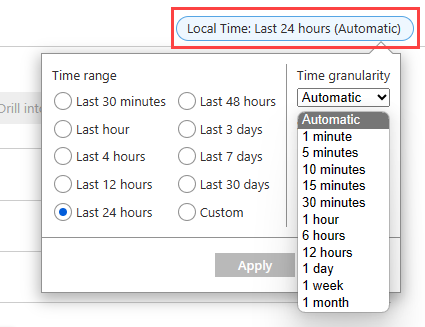 Local Time: Last 24 hours (Automatic)
Time range
Last 30 minutes
Last 48 hours
Last hour
Last 3 days
Last 4 hours
Last 7 days
Last 12 hours
Last 30 days
Last 24 hours
Custom
Time granularity
Automatic
Automatic
1 minute
5 minutes
10 minutes
15 minutes
30 minutes
1 hour
6 hours
12 hours
1 day
1 week
1 month
Apply
Drill